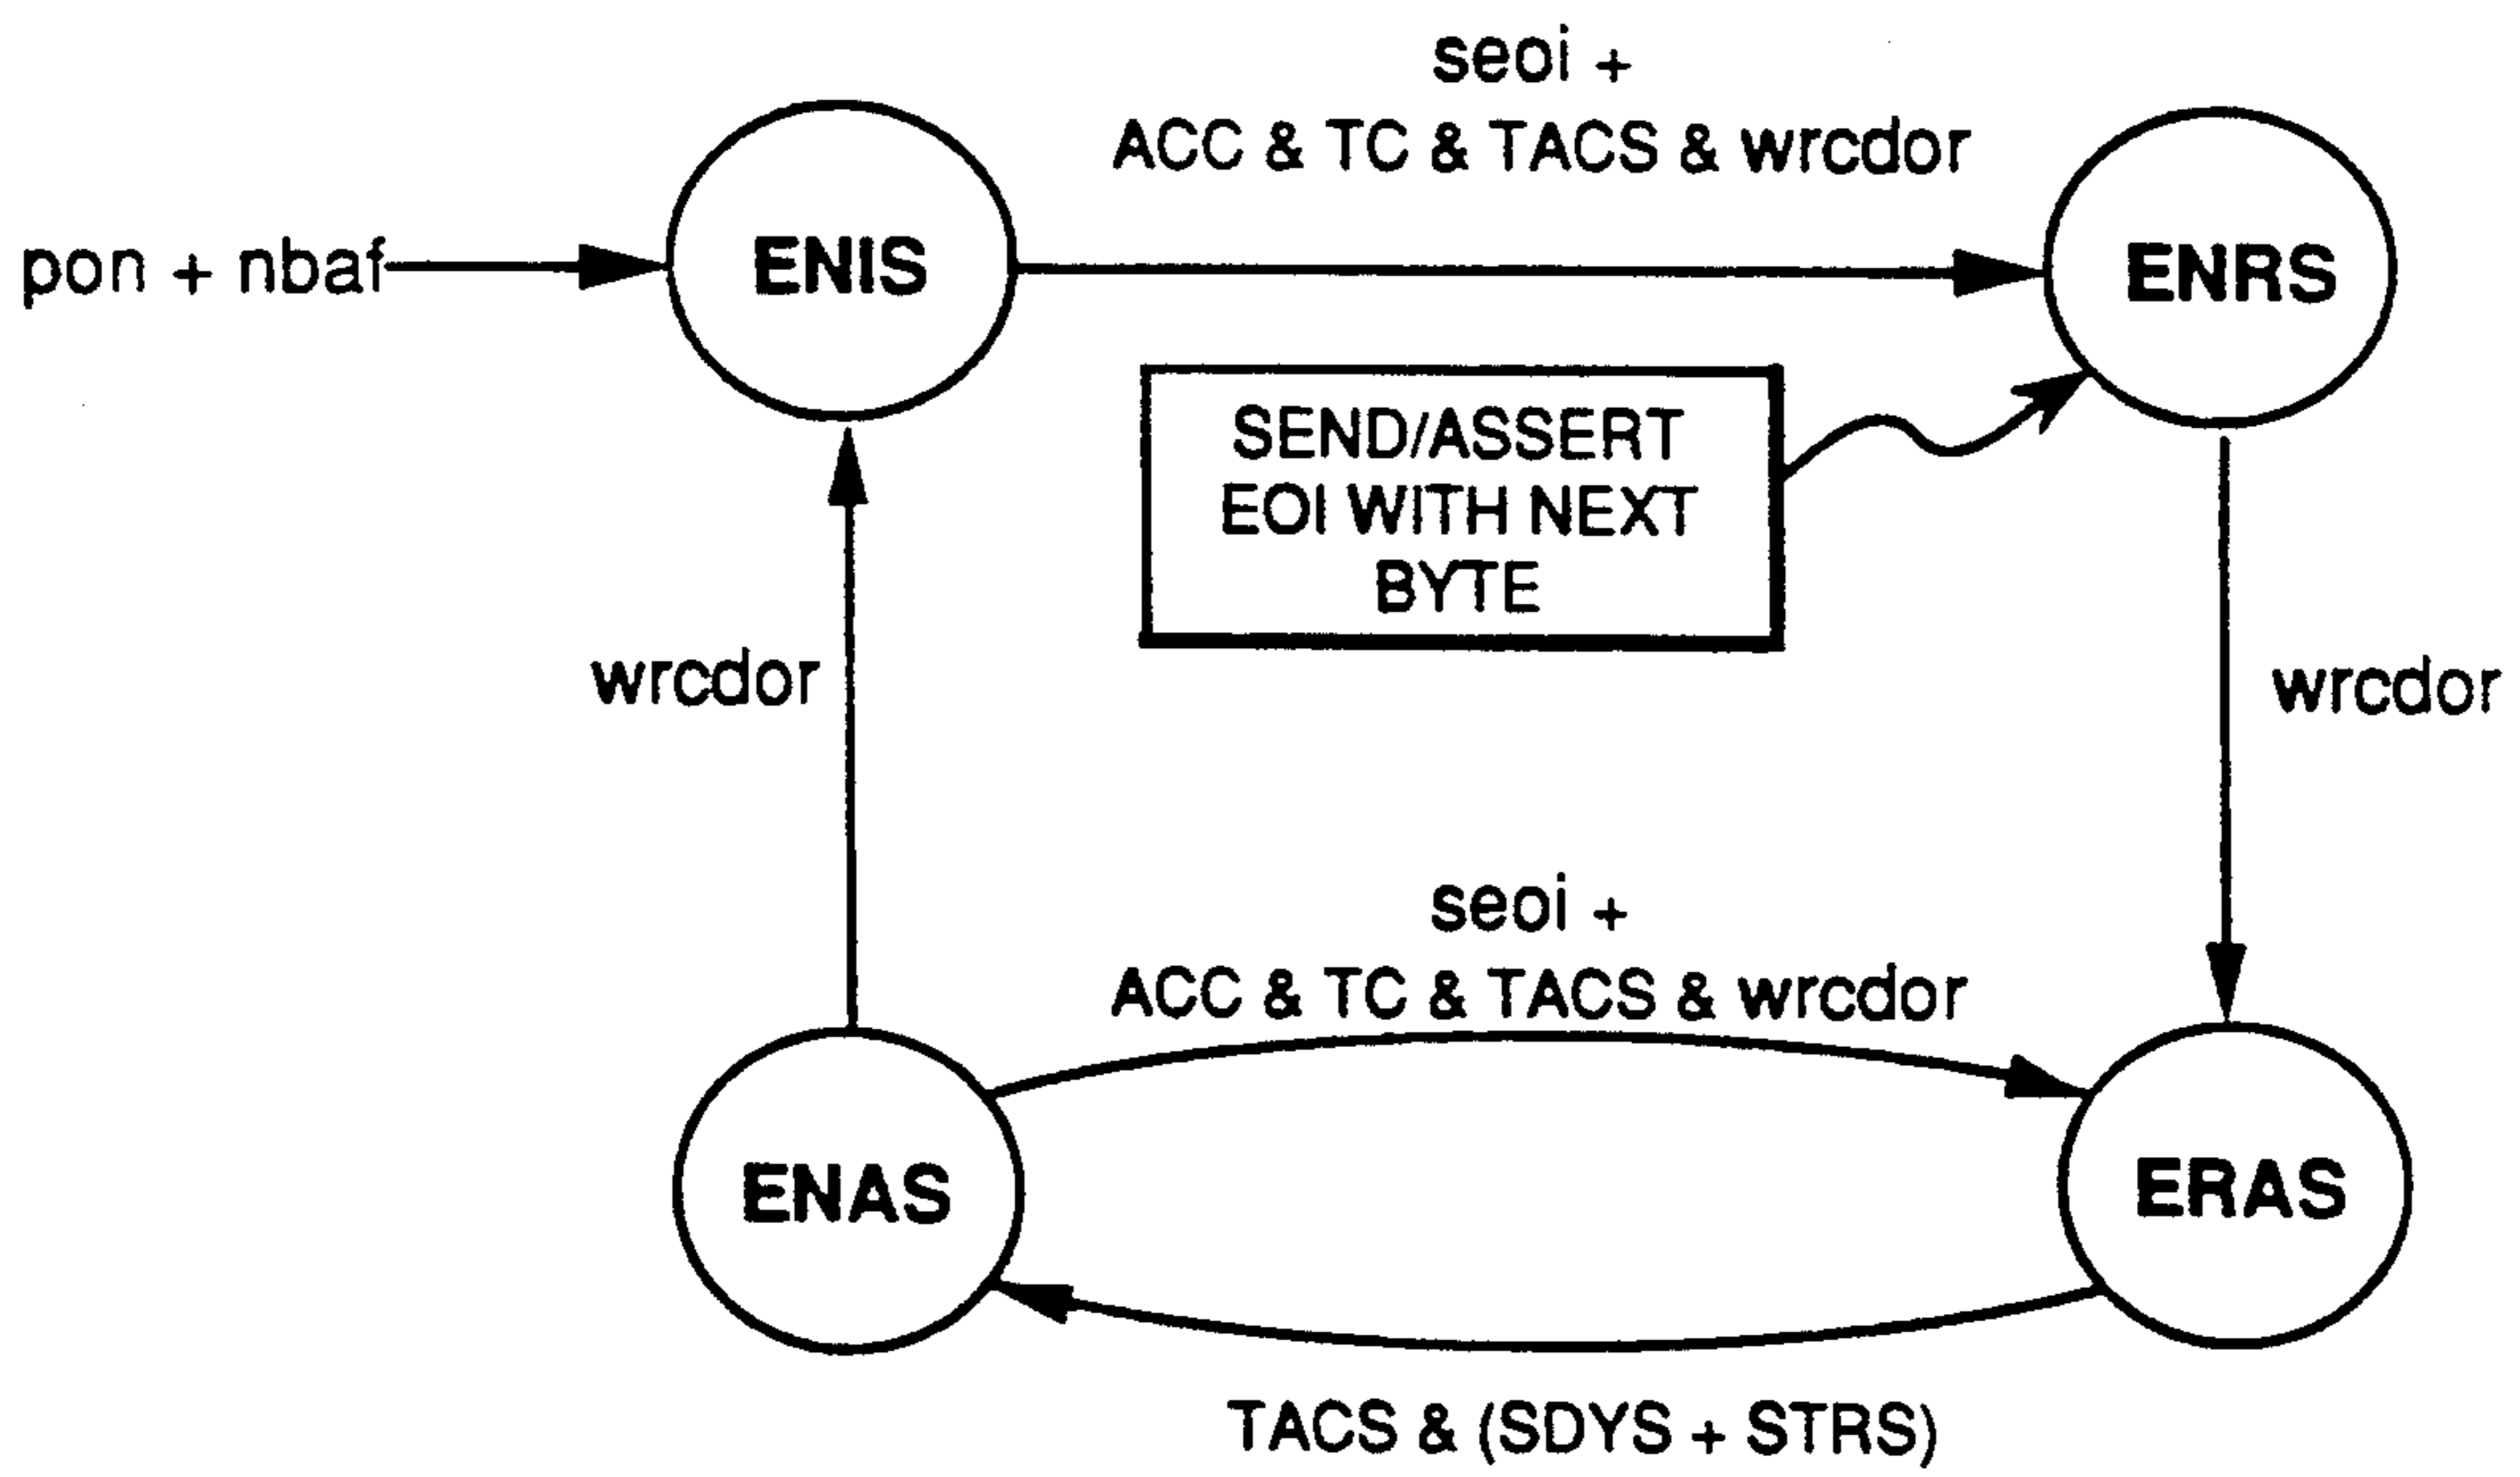 seoi +
ACC & TC & TACS & wrcdor
pon + nbaf
ENIS
ENRS
SEND/ASSERT
EOI WITH NEXT
BYTE
wrcdor
wrcdor
seoi +
ACC & TC & TACS & wrcdor
ENAS
ERAS
TACS & (SDYS + STRS)